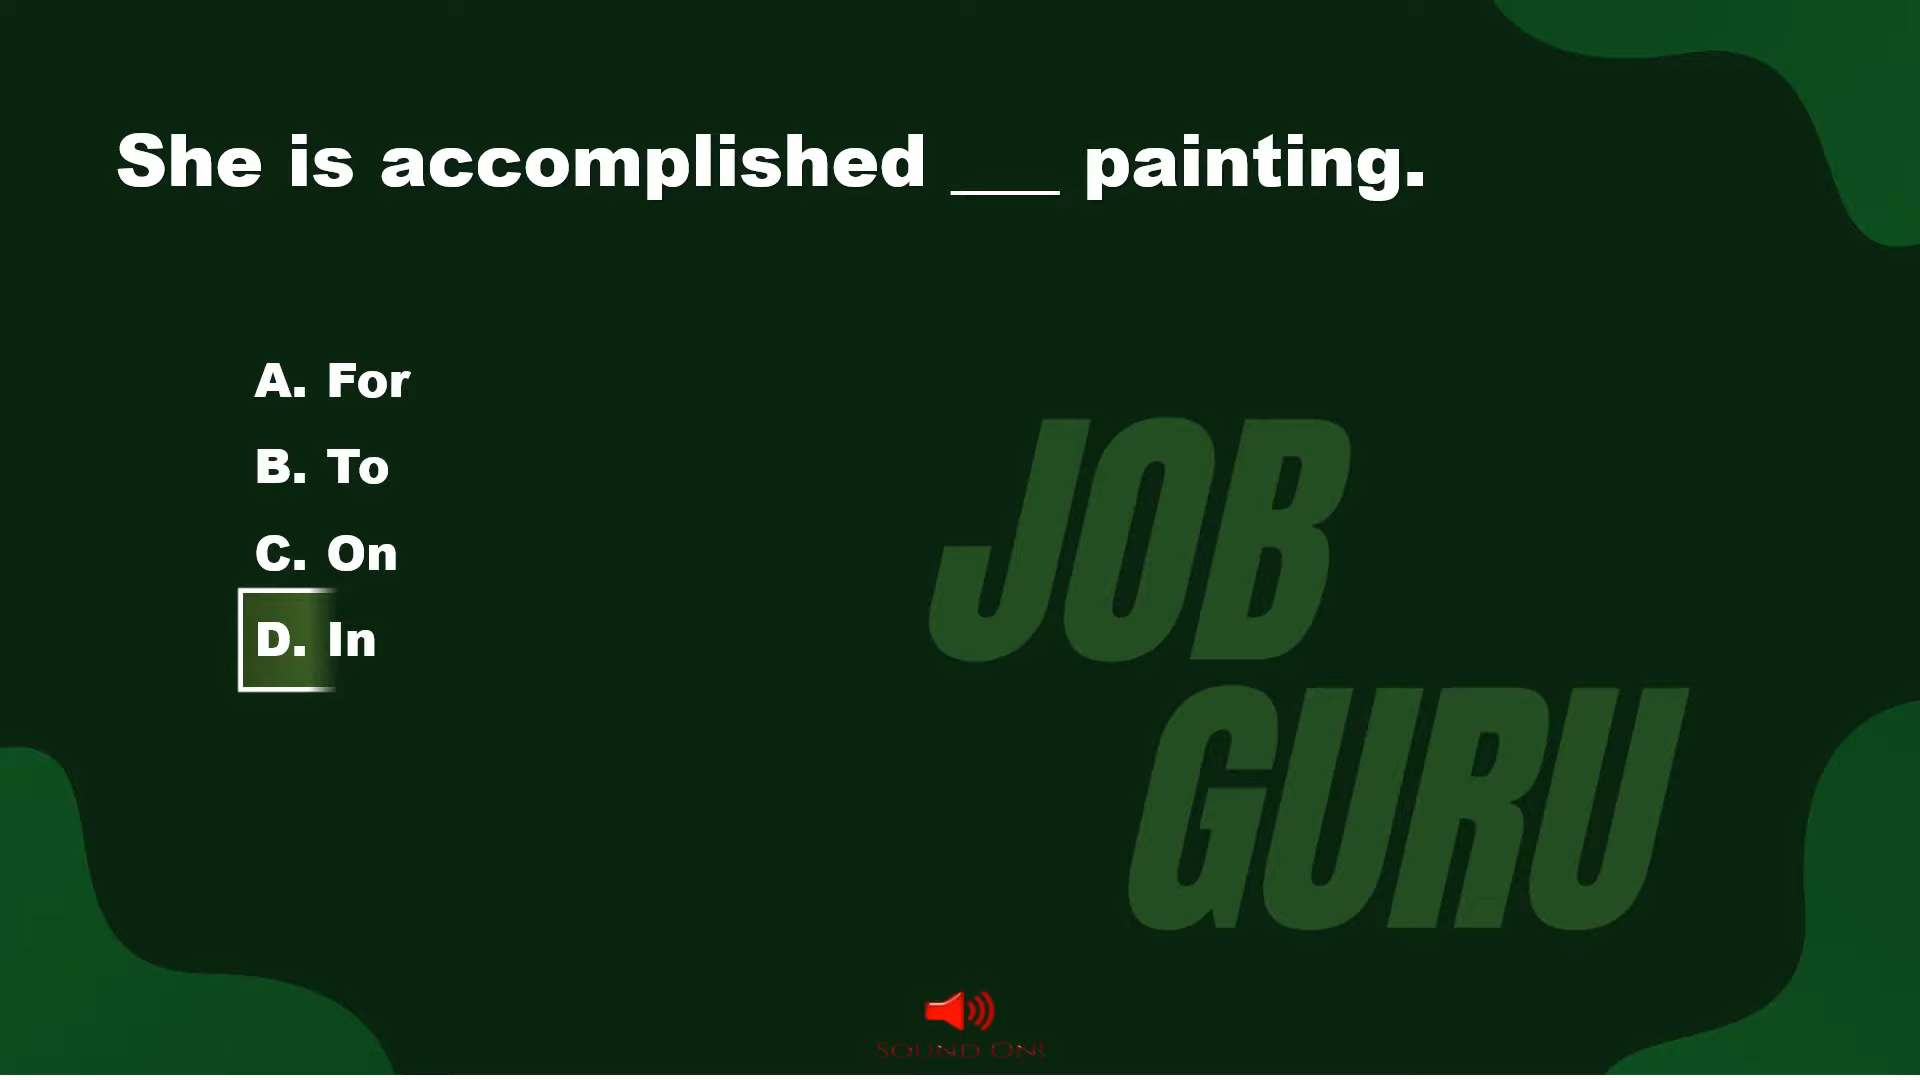 She is accomplished ___ painting.
A. For
B. To
C. On
D. In
JOB
GURU
SOUND ON!